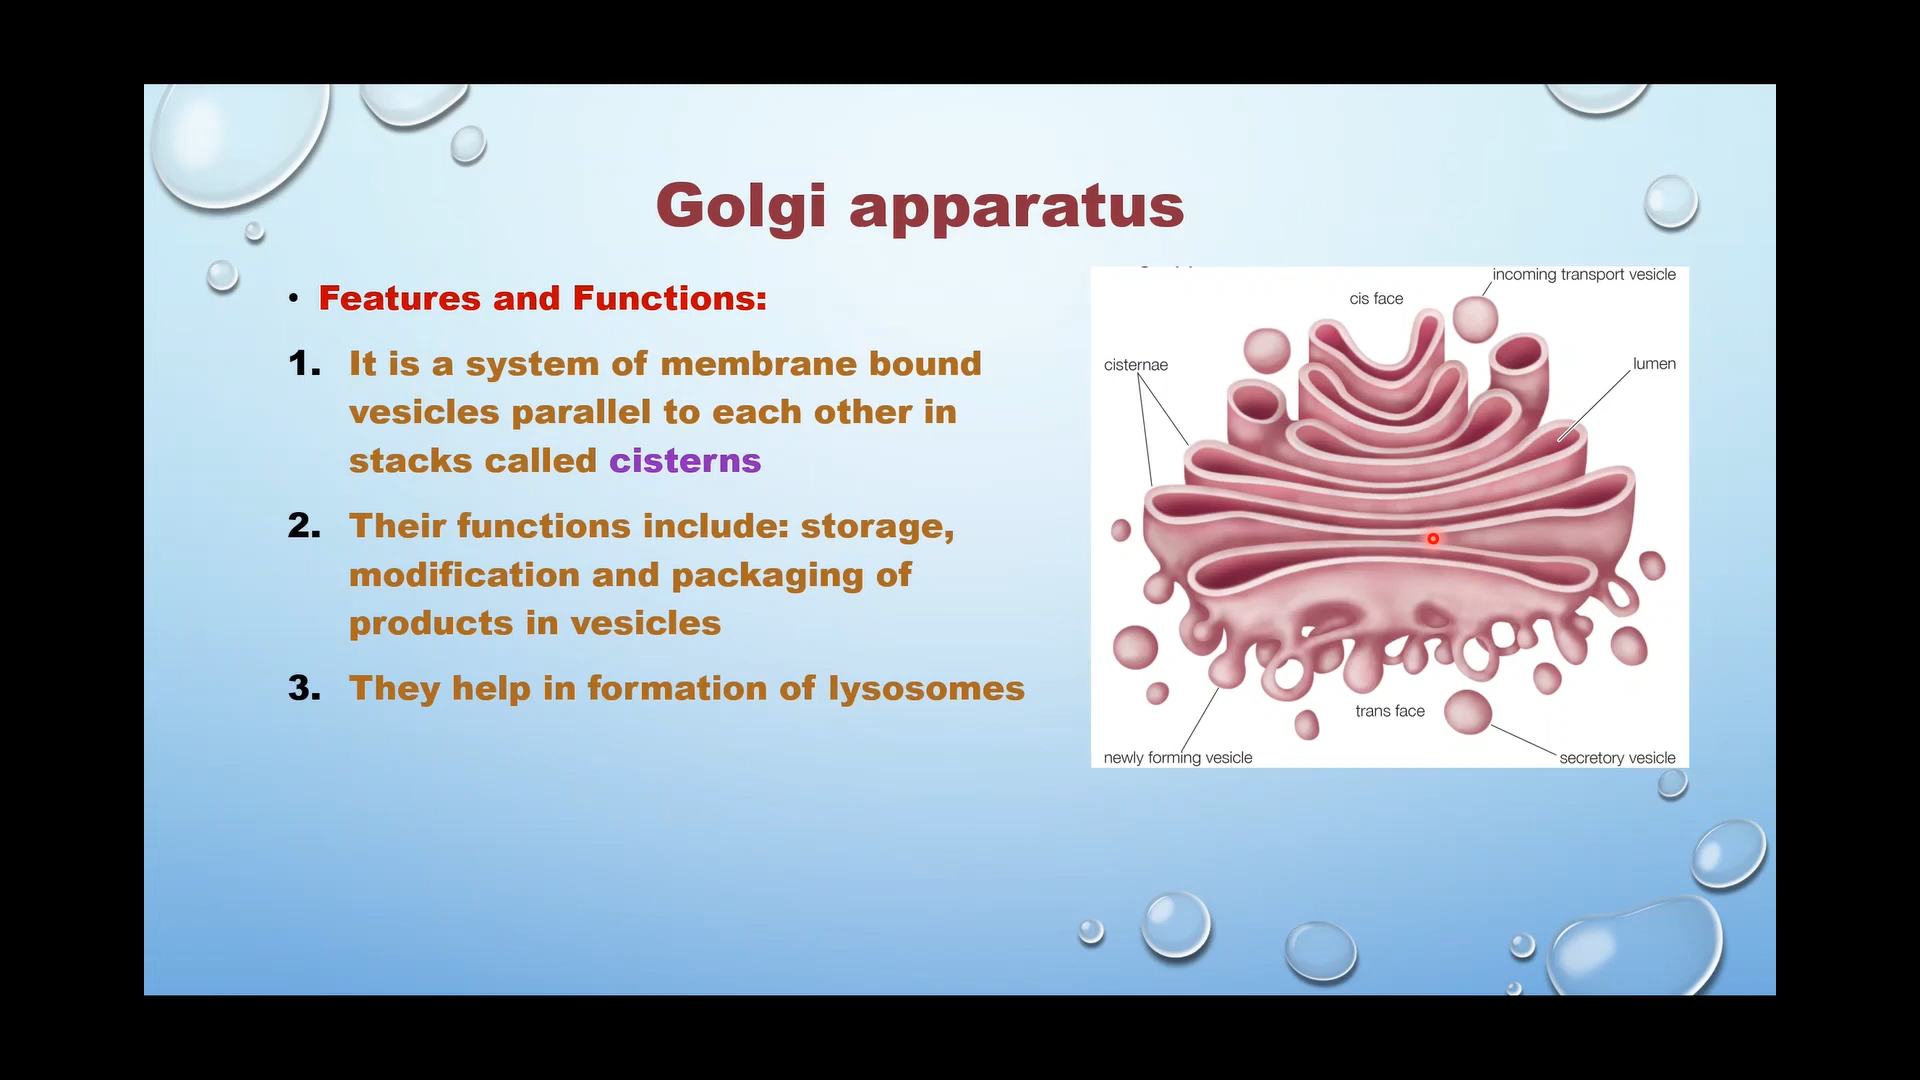 Golgi apparatus
• Features and Functions:
1. It is a system of membrane bound
vesicles parallel to each other in
stacks called cisterns
2. Their functions include: storage,
modification and packaging of
products in vesicles
3. They help in formation of lysosomes
incoming transport vesicle
cis face
cisternae
lumen
trans face
newly forming vesicle
secretory vesicle